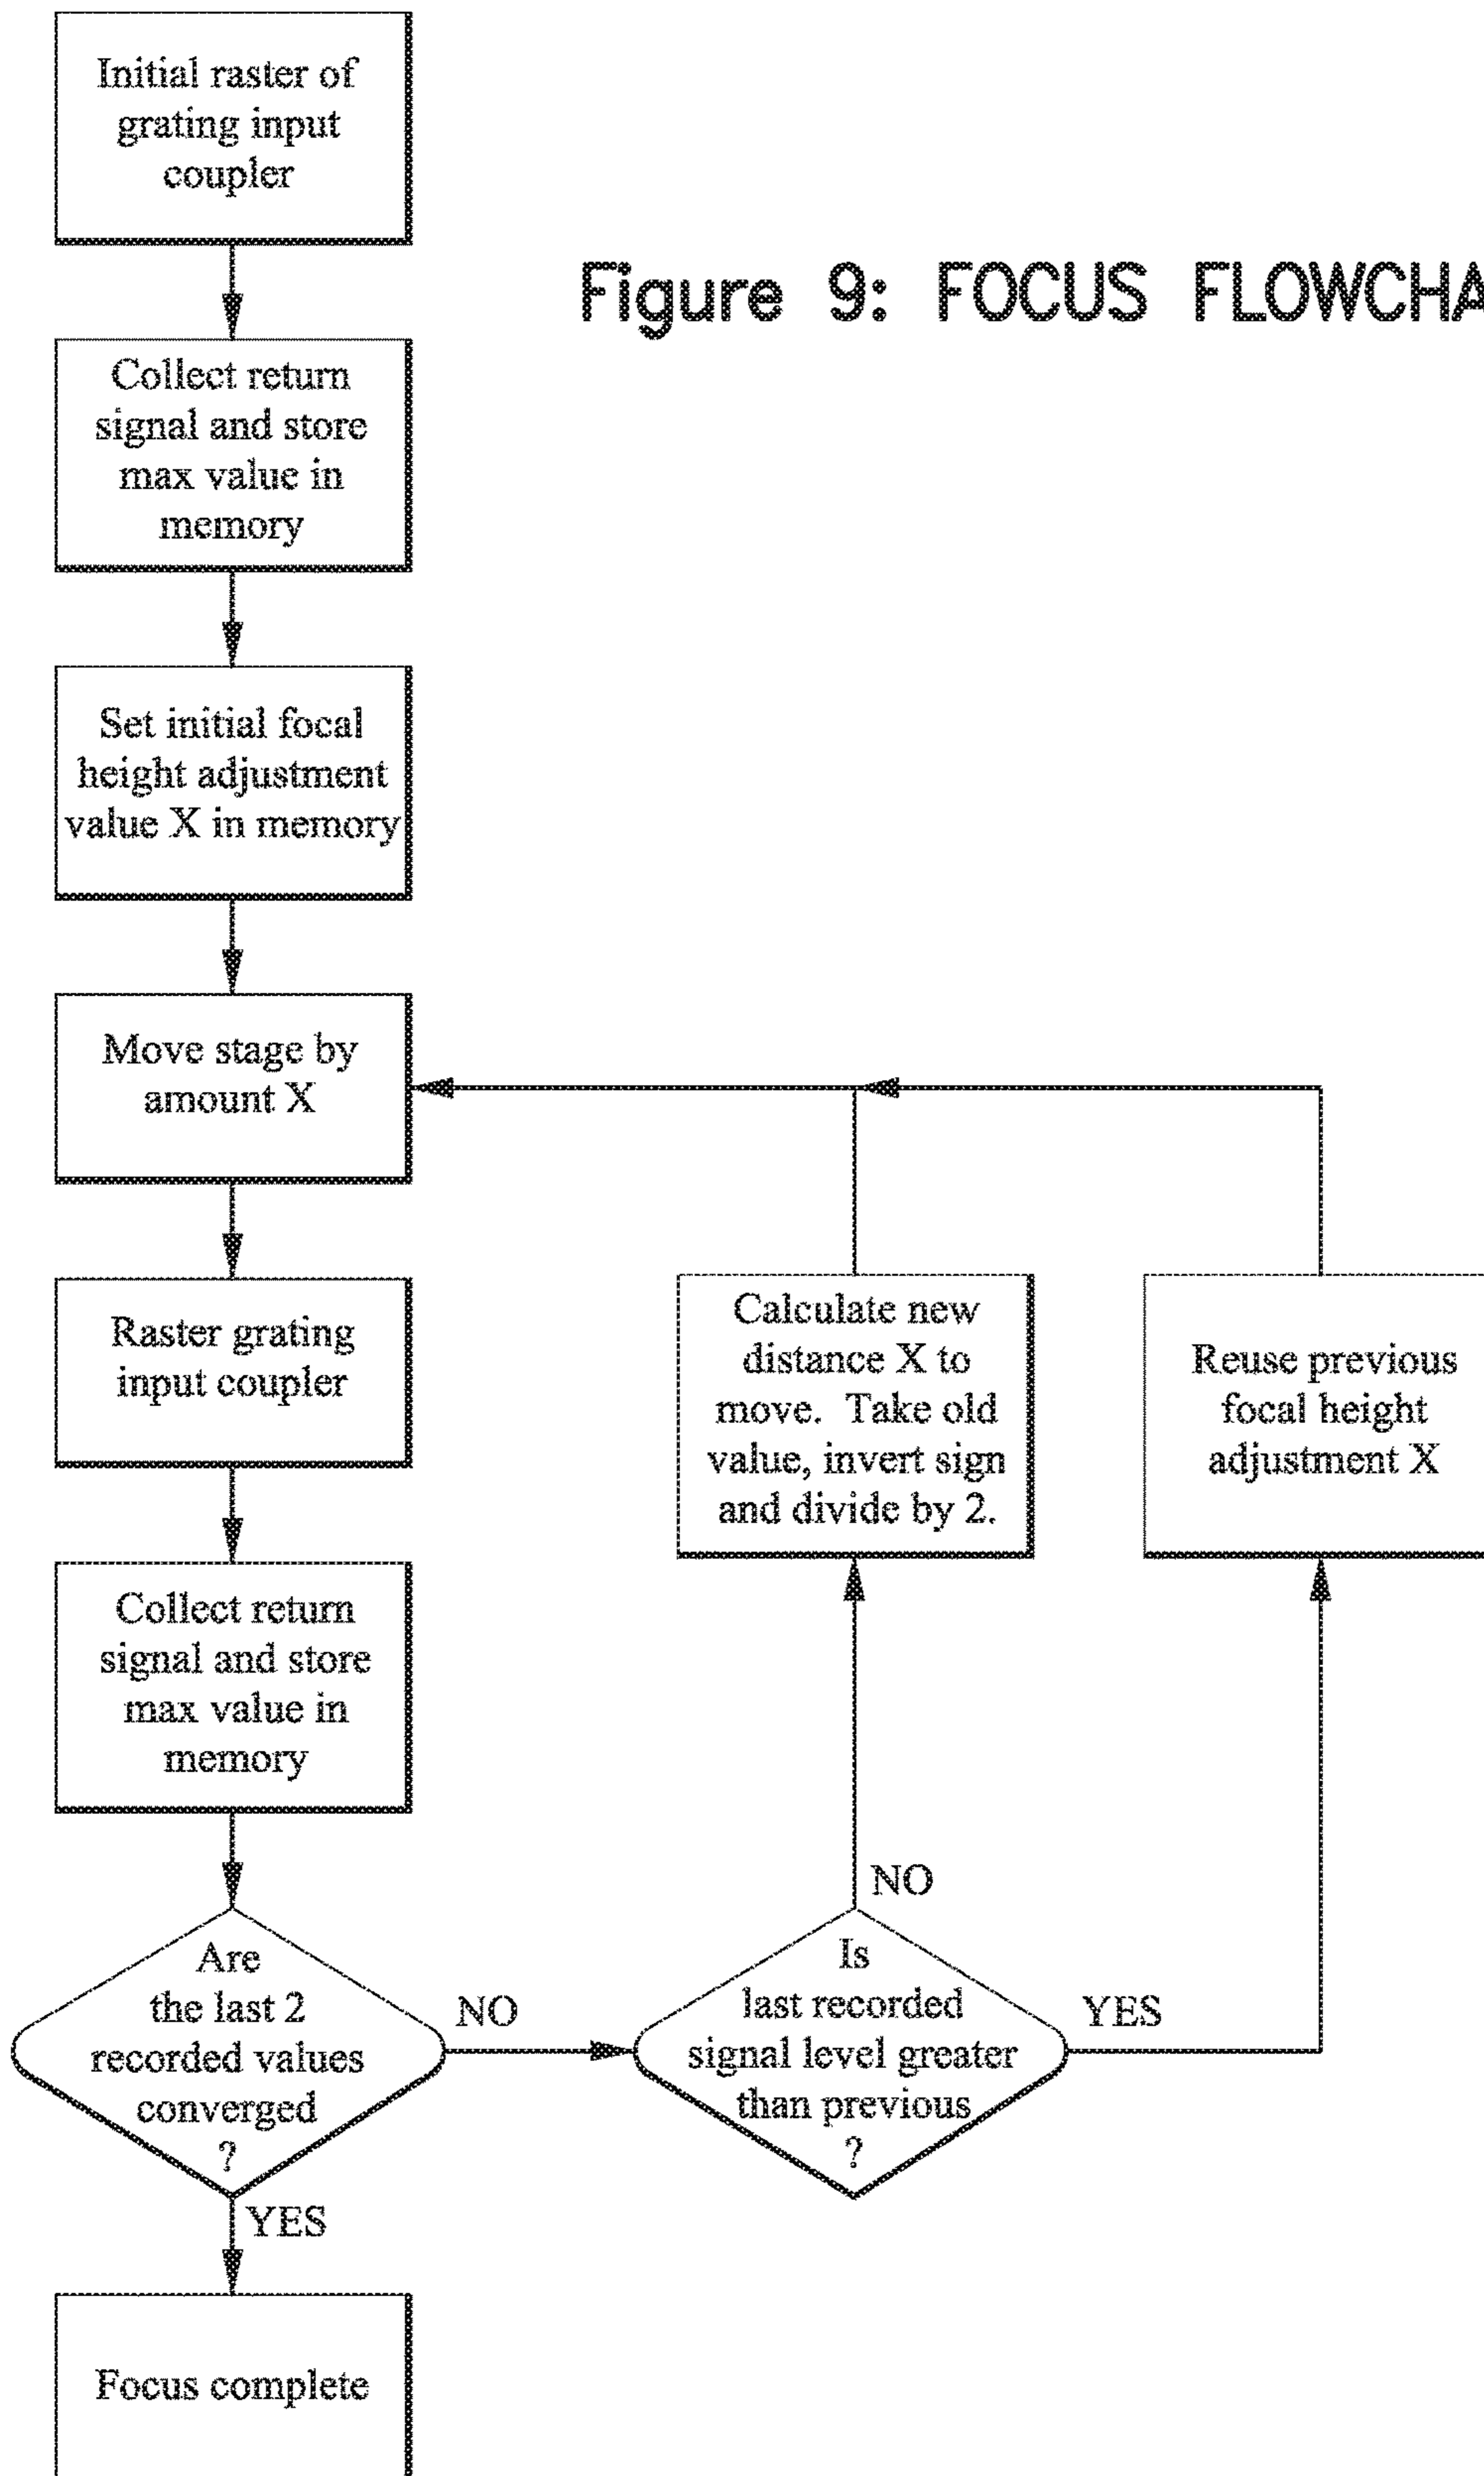 Initial raster of
grating input
coupler
Figure 9: FOCUS FLOWCHA
Collect return
signal and store
max value in
memory
Set initial focal
height adjustment
value X in memory
Move stage by
amount X
Raster grating
input coupler
Calculate new
distance X to
move. Take old
value, invert sign
and divide by 2.
Reuse previous
focal height
adjustment X
Collect return
signal and store
max value in
memory
Are
the last 2
recorded values
converged
?
NO
Is
last recorded
signal level greater
than previous
?
NO
YES
YES
Focus complete